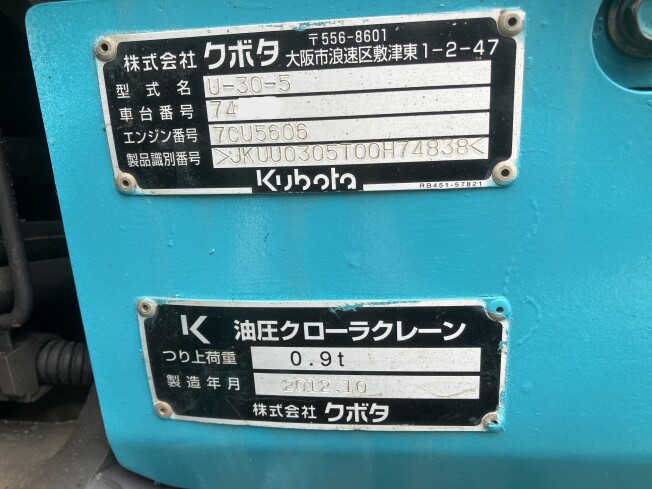 株式会社 クボタ
〒556-8601
大阪市浪速区敷津東1-2-47
型式名 U-30-5
車台番号 74
エンジン番号 7CU5606
製品識別番号 >JKUU0305T00H74838<
Kubota
RB451-57821
K 油圧クローラクレーン
つり上荷重 0.9t
製造年月 2012.10
株式会社 クボタ